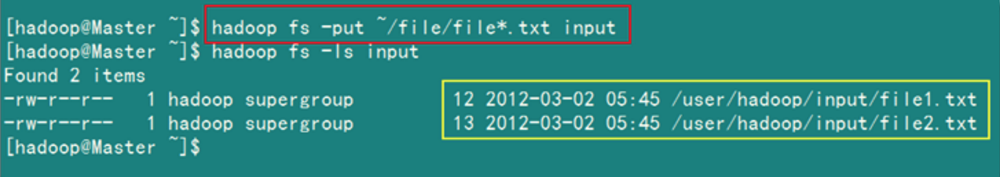 [hadoop@Master ~]$ hadoop fs -put ~/file/file*.txt input
[hadoop@Master ~]$ hadoop fs -ls input
Found 2 items
-rw-r--r--   1 hadoop supergroup         12 2012-03-02 05:45 /user/hadoop/input/file1.txt
-rw-r--r--   1 hadoop supergroup         13 2012-03-02 05:45 /user/hadoop/input/file2.txt
[hadoop@Master ~]$